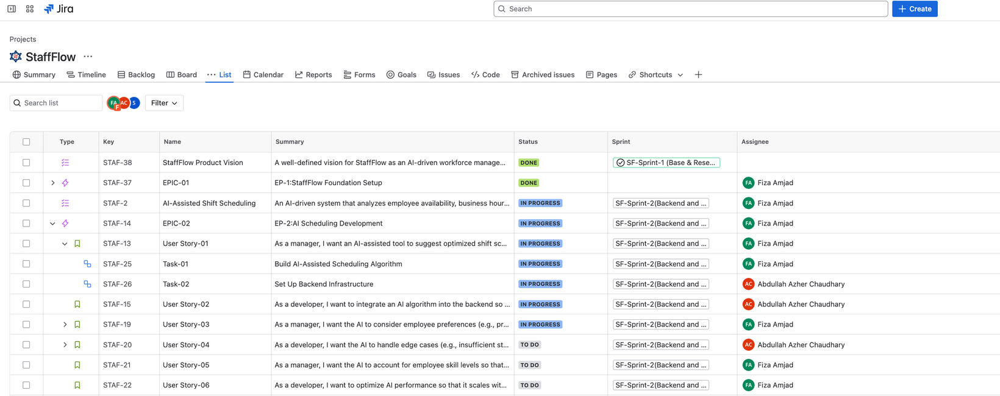 Jira
Search
Create
Projects
StaffFlow
Summary Timeline Backlog Board List Calendar Reports Forms Goals Issues Code Archived issues Pages Shortcuts
Search list FA F AC S Filter
Type Key Name Summary Status Sprint Assignee
STAF-38 StaffFlow Product Vision A well-defined vision for StaffFlow as an AI-driven workforce manage... DONE SF-Sprint-1 (Base & Rese...
STAF-37 EPIC-01 EP-1:StaffFlow Foundation Setup DONE FA Fiza Amjad
STAF-2 AI-Assisted Shift Scheduling An AI-driven system that analyzes employee availability, business hour... IN PROGRESS SF-Sprint-2(Backend and ... FA Fiza Amjad
STAF-14 EPIC-02 EP-2:AI Scheduling Development IN PROGRESS SF-Sprint-2(Backend and ... FA Fiza Amjad
STAF-13 User Story-01 As a manager, I want an AI-assisted tool to suggest optimized shift sc... IN PROGRESS SF-Sprint-2(Backend and ... FA Fiza Amjad
STAF-25 Task-01 Build AI-Assisted Scheduling Algorithm IN PROGRESS SF-Sprint-2(Backend and ... FA Fiza Amjad
STAF-26 Task-02 Set Up Backend Infrastructure IN PROGRESS SF-Sprint-2(Backend and ... AC Abdullah Azher Chaudhary
STAF-15 User Story-02 As a developer, I want to integrate an AI algorithm into the backend so ... IN PROGRESS SF-Sprint-2(Backend and ... AC Abdullah Azher Chaudhary
STAF-19 User Story-03 As a manager, I want the AI to consider employee preferences (e.g., pr... IN PROGRESS SF-Sprint-2(Backend and ... FA Fiza Amjad
STAF-20 User Story-04 As a developer, I want the AI to handle edge cases (e.g., insufficient st... TO DO SF-Sprint-2(Backend and ... AC Abdullah Azher Chaudhary
STAF-21 User Story-05 As a manager, I want the AI to account for employee skill levels so that... TO DO SF-Sprint-2(Backend and ... FA Fiza Amjad
STAF-22 User Story-06 As a developer, I want to optimize AI performance so that it scales wit... TO DO SF-Sprint-2(Backend and ... FA Fiza Amjad